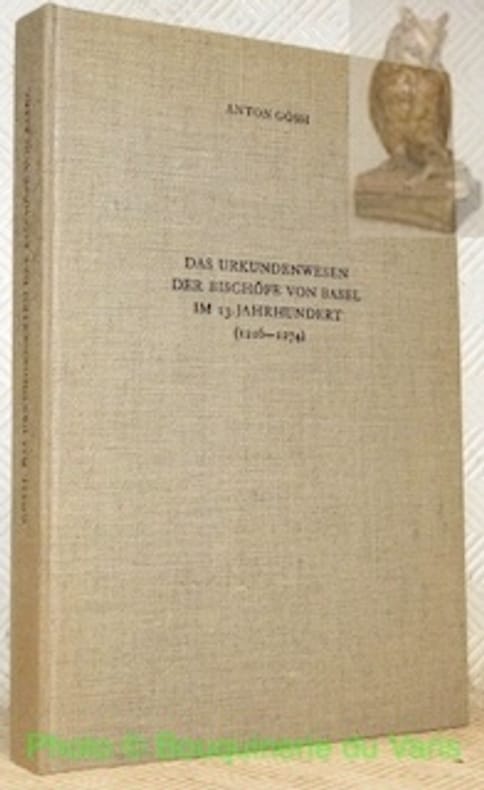 ANTON GÖSSI
DAS URKUNDENWESEN
DER BISCHÖFE VON BASEL
IM 13. JAHRHUNDERT
(1216–1274)
Photo © Bouquinerie du Varis